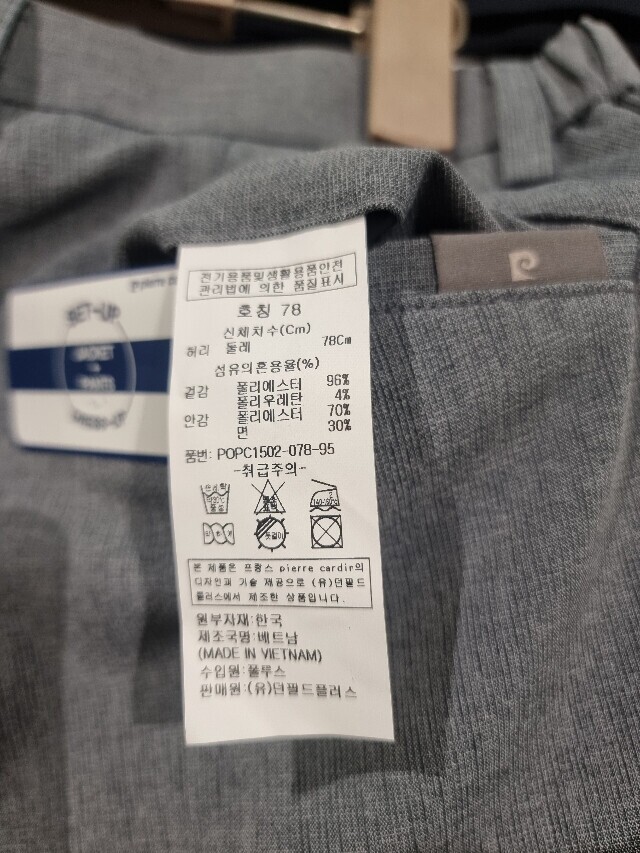 SET-UP
JACKET
PANTS
전기용품및생활용품안전
관리법에 의한 품질표시
호칭 78
신체치수(Cm)
허리 둘레 78Cm
섬유의혼용율(%)
겉감 폴리에스터 96%
폴리우레탄 4%
안감 폴리에스터 70%
면 30%
품번: POPC1502-078-95
-취급주의-
옷걸이
본 제품은 프랑스 pierre cardin의
디자인과 기술 제공으로 (유)던필드
플러스에서 제조한 상품입니다.
원부자재:한국
제조국명:베트남
(MADE IN VIETNAM)
수입원:폴루스
판매원:(유)던필드플러스